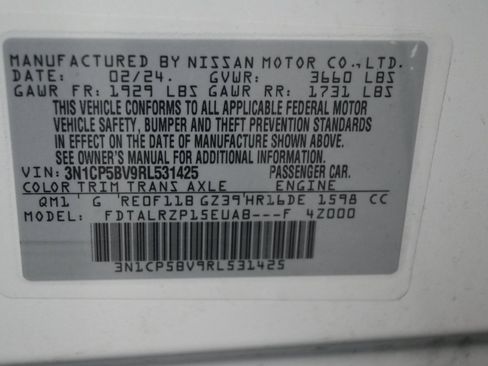 MANUFACTURED BY NISSAN MOTOR CO.,LTD.
DATE: 02/24. GVWR: 3660 LBS
GAWR FR: 1929 LBS GAWR RR: 1731 LBS
THIS VEHICLE CONFORMS TO ALL APPLICABLE FEDERAL MOTOR
VEHICLE SAFETY, BUMPER AND THEFT PREVENTION STANDARDS
IN EFFECT ON THE DATE OF MANUFACTURE SHOWN ABOVE.
SEE OWNER'S MANUAL FOR ADDITIONAL INFORMATION.
VIN: 3N1CP5BV9RL531425 PASSENGER CAR.
COLOR TRIM TRANS AXLE ENGINE
QM1 G RE0F11B GZ39 HR16DE 1598 CC
MODEL: FDTALRZP15EUAB---F 4Z000
3N1CP5BV9RL531425